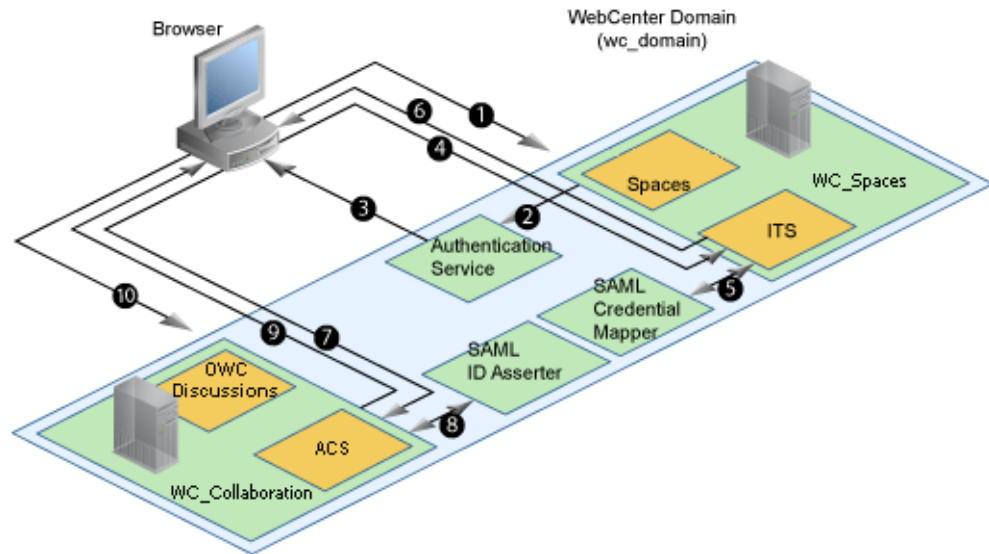 WebCenter Domain
(wc_domain)
Browser
1
6
4
Spaces
WC_Spaces
3
2
ITS
Authentication
Service
5
SAML
Credential
Mapper
10
9
7
SAML
ID Asserter
OWC
Discussions
8
ACS
WC_Collaboration